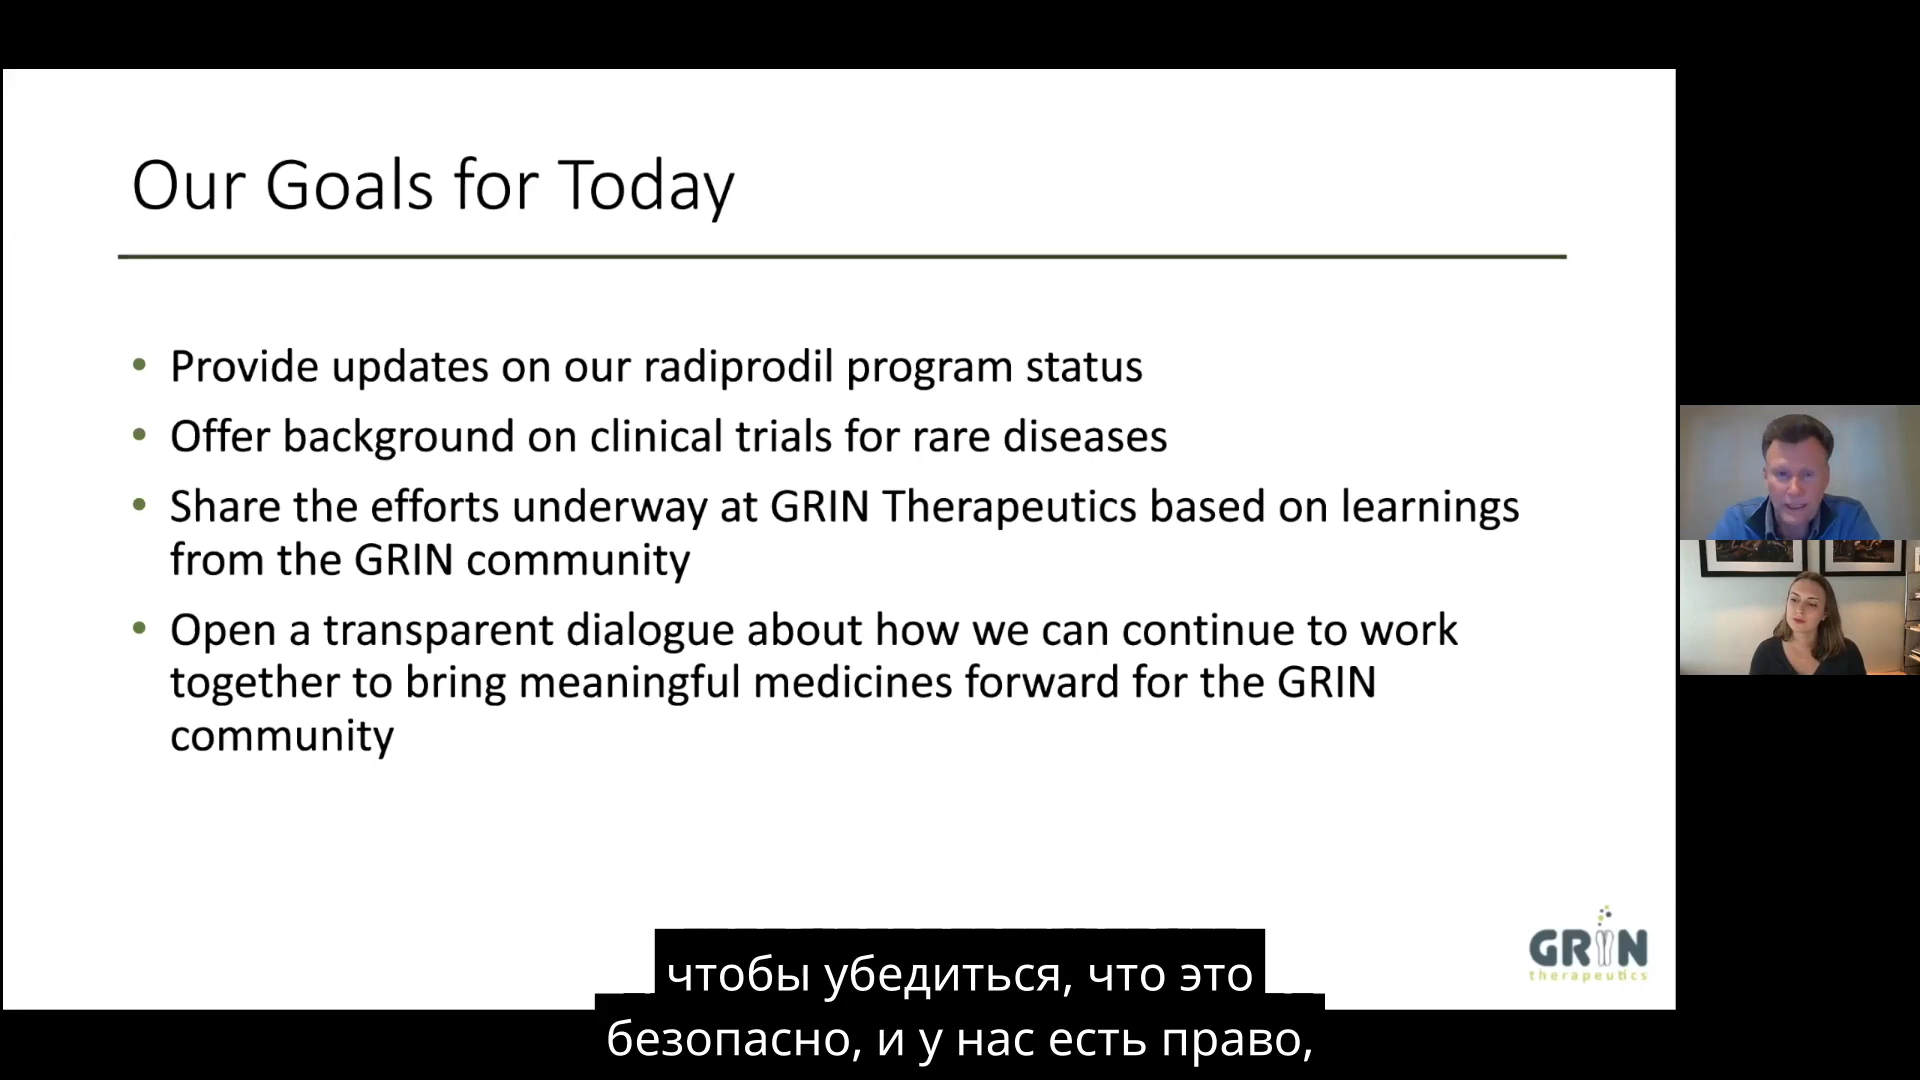 Our Goals for Today
• Provide updates on our radiprodil program status
• Offer background on clinical trials for rare diseases
• Share the efforts underway at GRIN Therapeutics based on learnings
from the GRIN community
• Open a transparent dialogue about how we can continue to work
together to bring meaningful medicines forward for the GRIN
community
GRIN
therapeutics
чтобы убедиться, что это
безопасно, и у нас есть право,